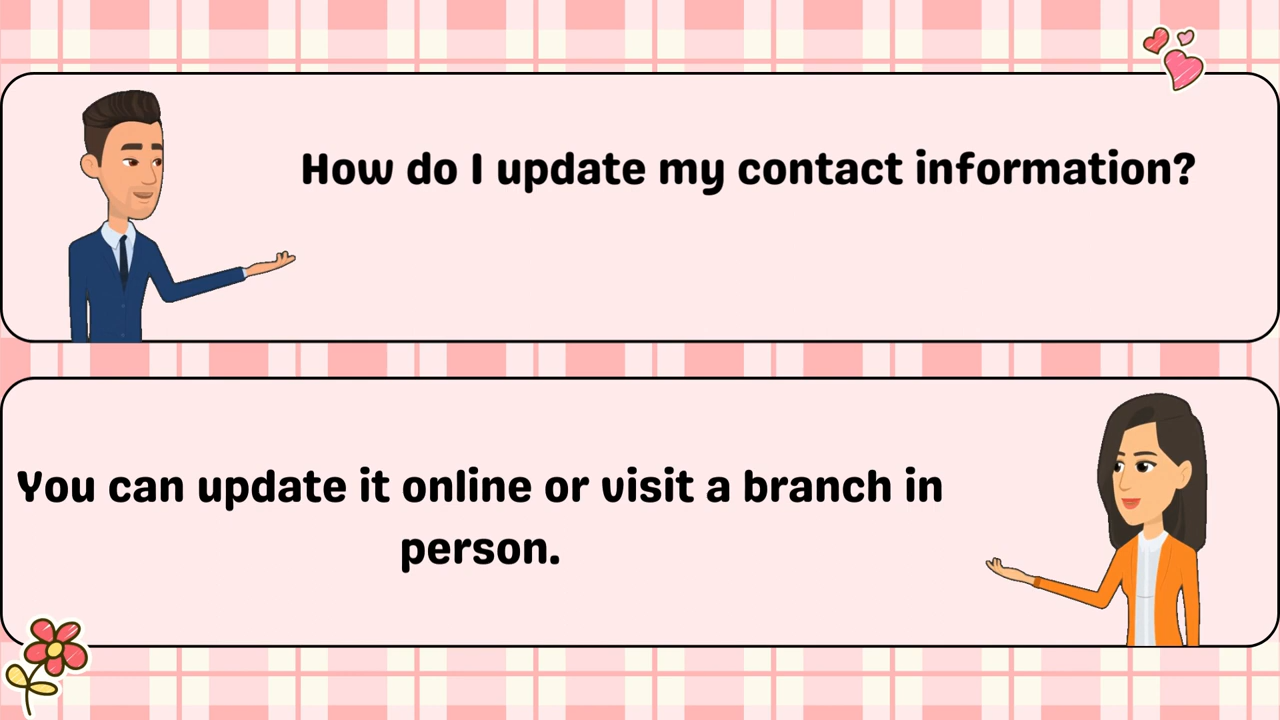 How do I update my contact information?
You can update it online or visit a branch in
person.